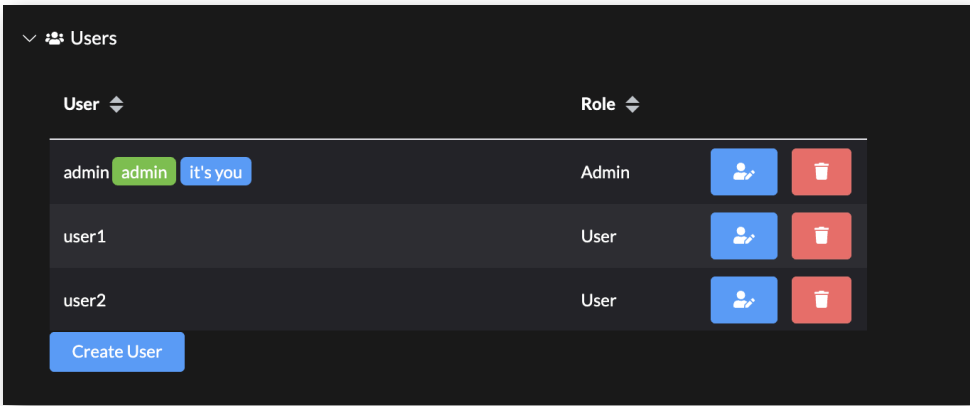 Users
User Role
admin admin it's you Admin
user1 User
user2 User
Create User